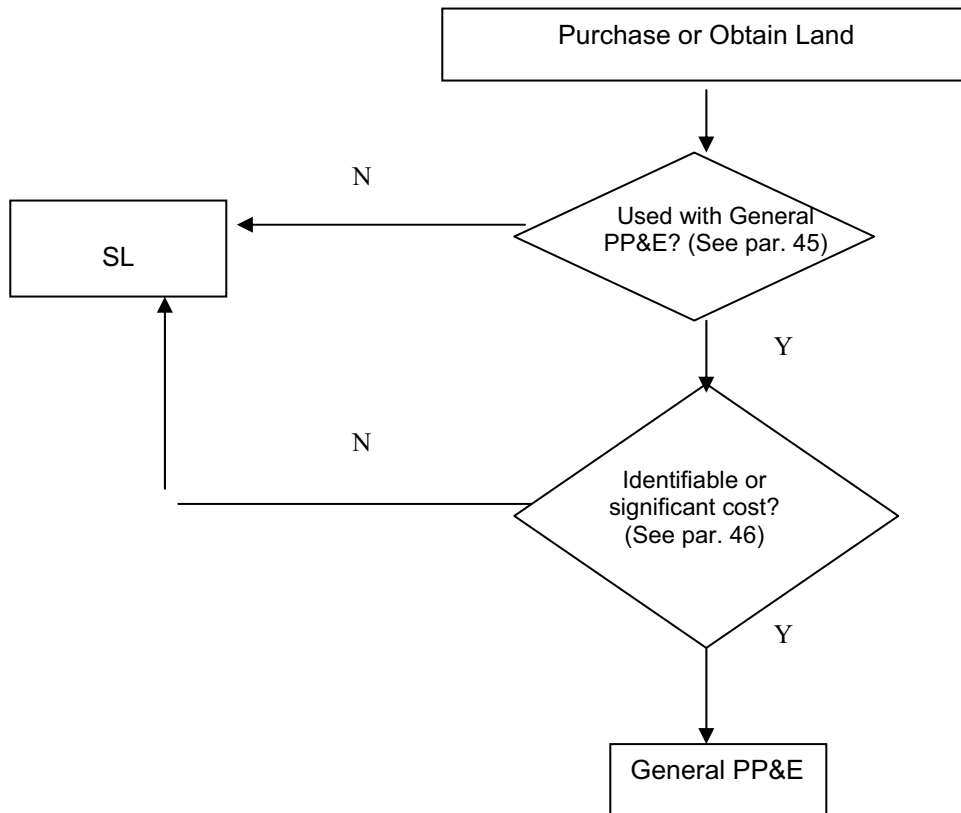 Purchase or Obtain Land
N
Used with General
PP&E? (See par. 45)
SL
Y
N
Identifiable or
significant cost?
(See par. 46)
Y
General PP&E